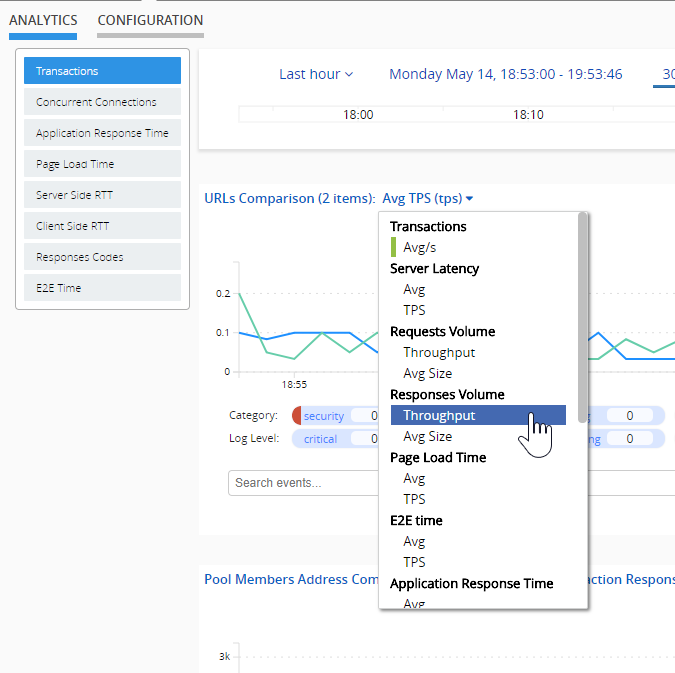 ANALYTICS CONFIGURATION
Transactions
Concurrent Connections
Application Response Time
Page Load Time
Server Side RTT
Client Side RTT
Responses Codes
E2E Time
Last hour Monday May 14, 18:53:00 - 19:53:46 30
18:00 18:10
URLs Comparison (2 items): Avg TPS (tps)
Transactions
Avg/s
Server Latency
Avg
TPS
Requests Volume
Throughput
Avg Size
Responses Volume
Throughput
Avg Size
Page Load Time
Avg
TPS
E2E time
Avg
TPS
Application Response Time
Avg
0.2
0.1
0
18:55
Category: security 0 0
Log Level: critical 0 ng 0
Search events...
Pool Members Address Com ction Respons
3k